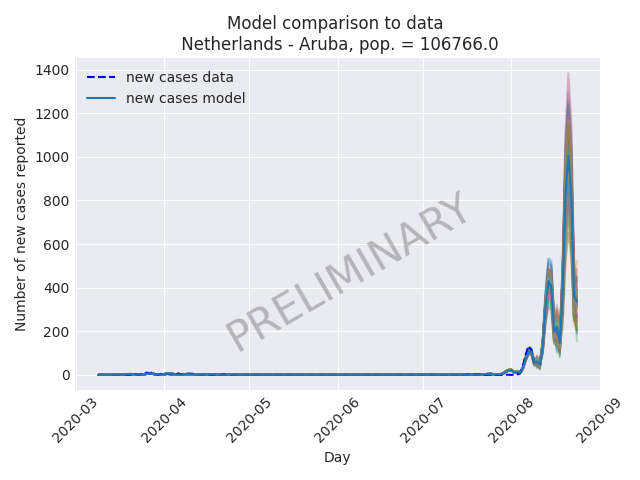 Model comparison to data
Netherlands - Aruba, pop. = 106766.0
new cases data
new cases model
Number of new cases reported
1400
1200
1000
800
600
400
200
0
PRELIMINARY
2020-03
2020-04
2020-05
2020-06
2020-07
2020-08
2020-09
Day